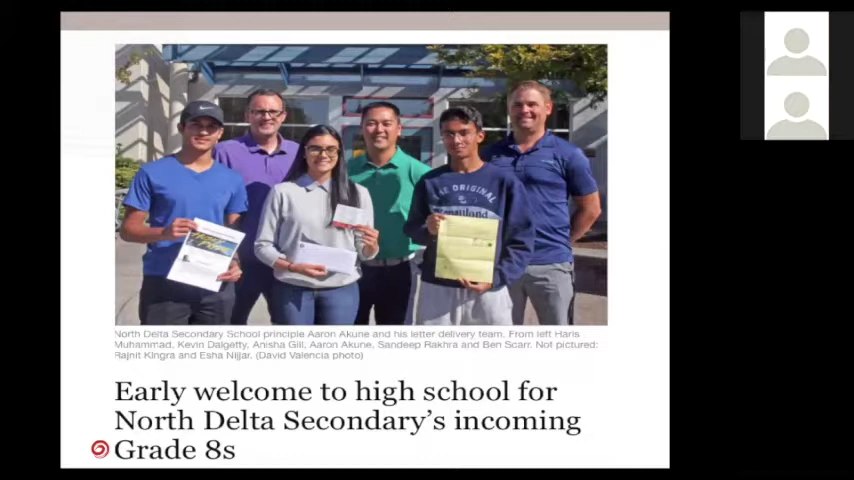 THE ORIGINAL
North Delta Secondary School principle Aaron Akune and his letter delivery team. From left Haris
Muhammad, Kevin Dalgetty, Anisha Gill, Aaron Akune, Sandeep Rakhra and Ben Scarr. Not pictured:
Rajnit Kingra and Esha Nijjar. (David Valencia photo)
Early welcome to high school for
North Delta Secondary’s incoming
Grade 8s